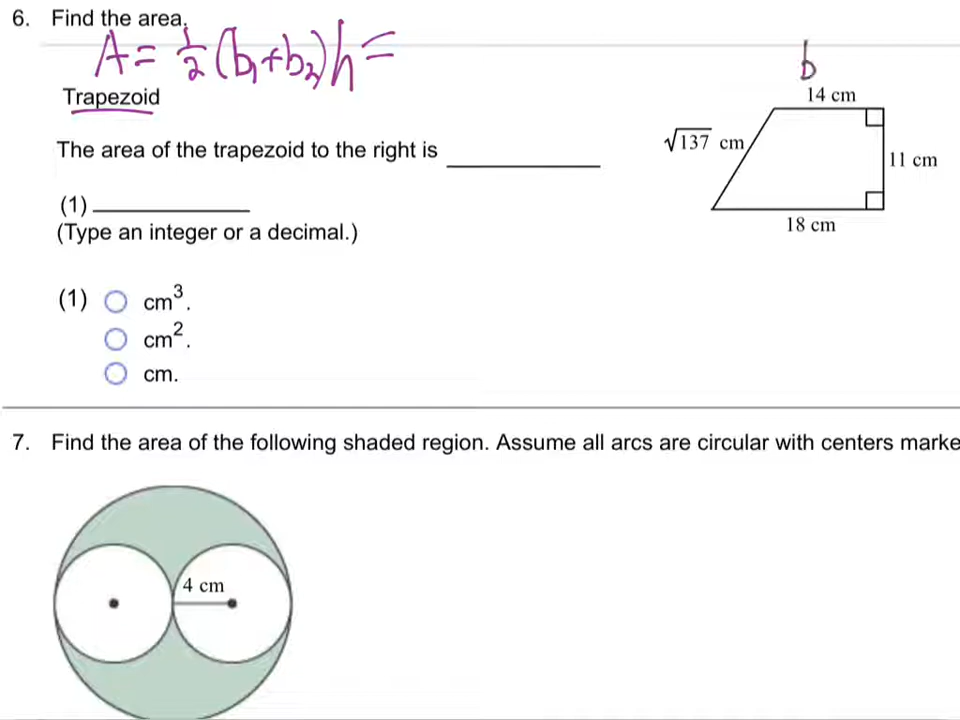 6. Find the area.
A = 1/2 (b₁+b₂)h =
b
Trapezoid
14 cm
√137 cm
11 cm
The area of the trapezoid to the right is
18 cm
(1)
(Type an integer or a decimal.)
(1) cm³.
cm².
cm.
7. Find the area of the following shaded region. Assume all arcs are circular with centers marke
4 cm